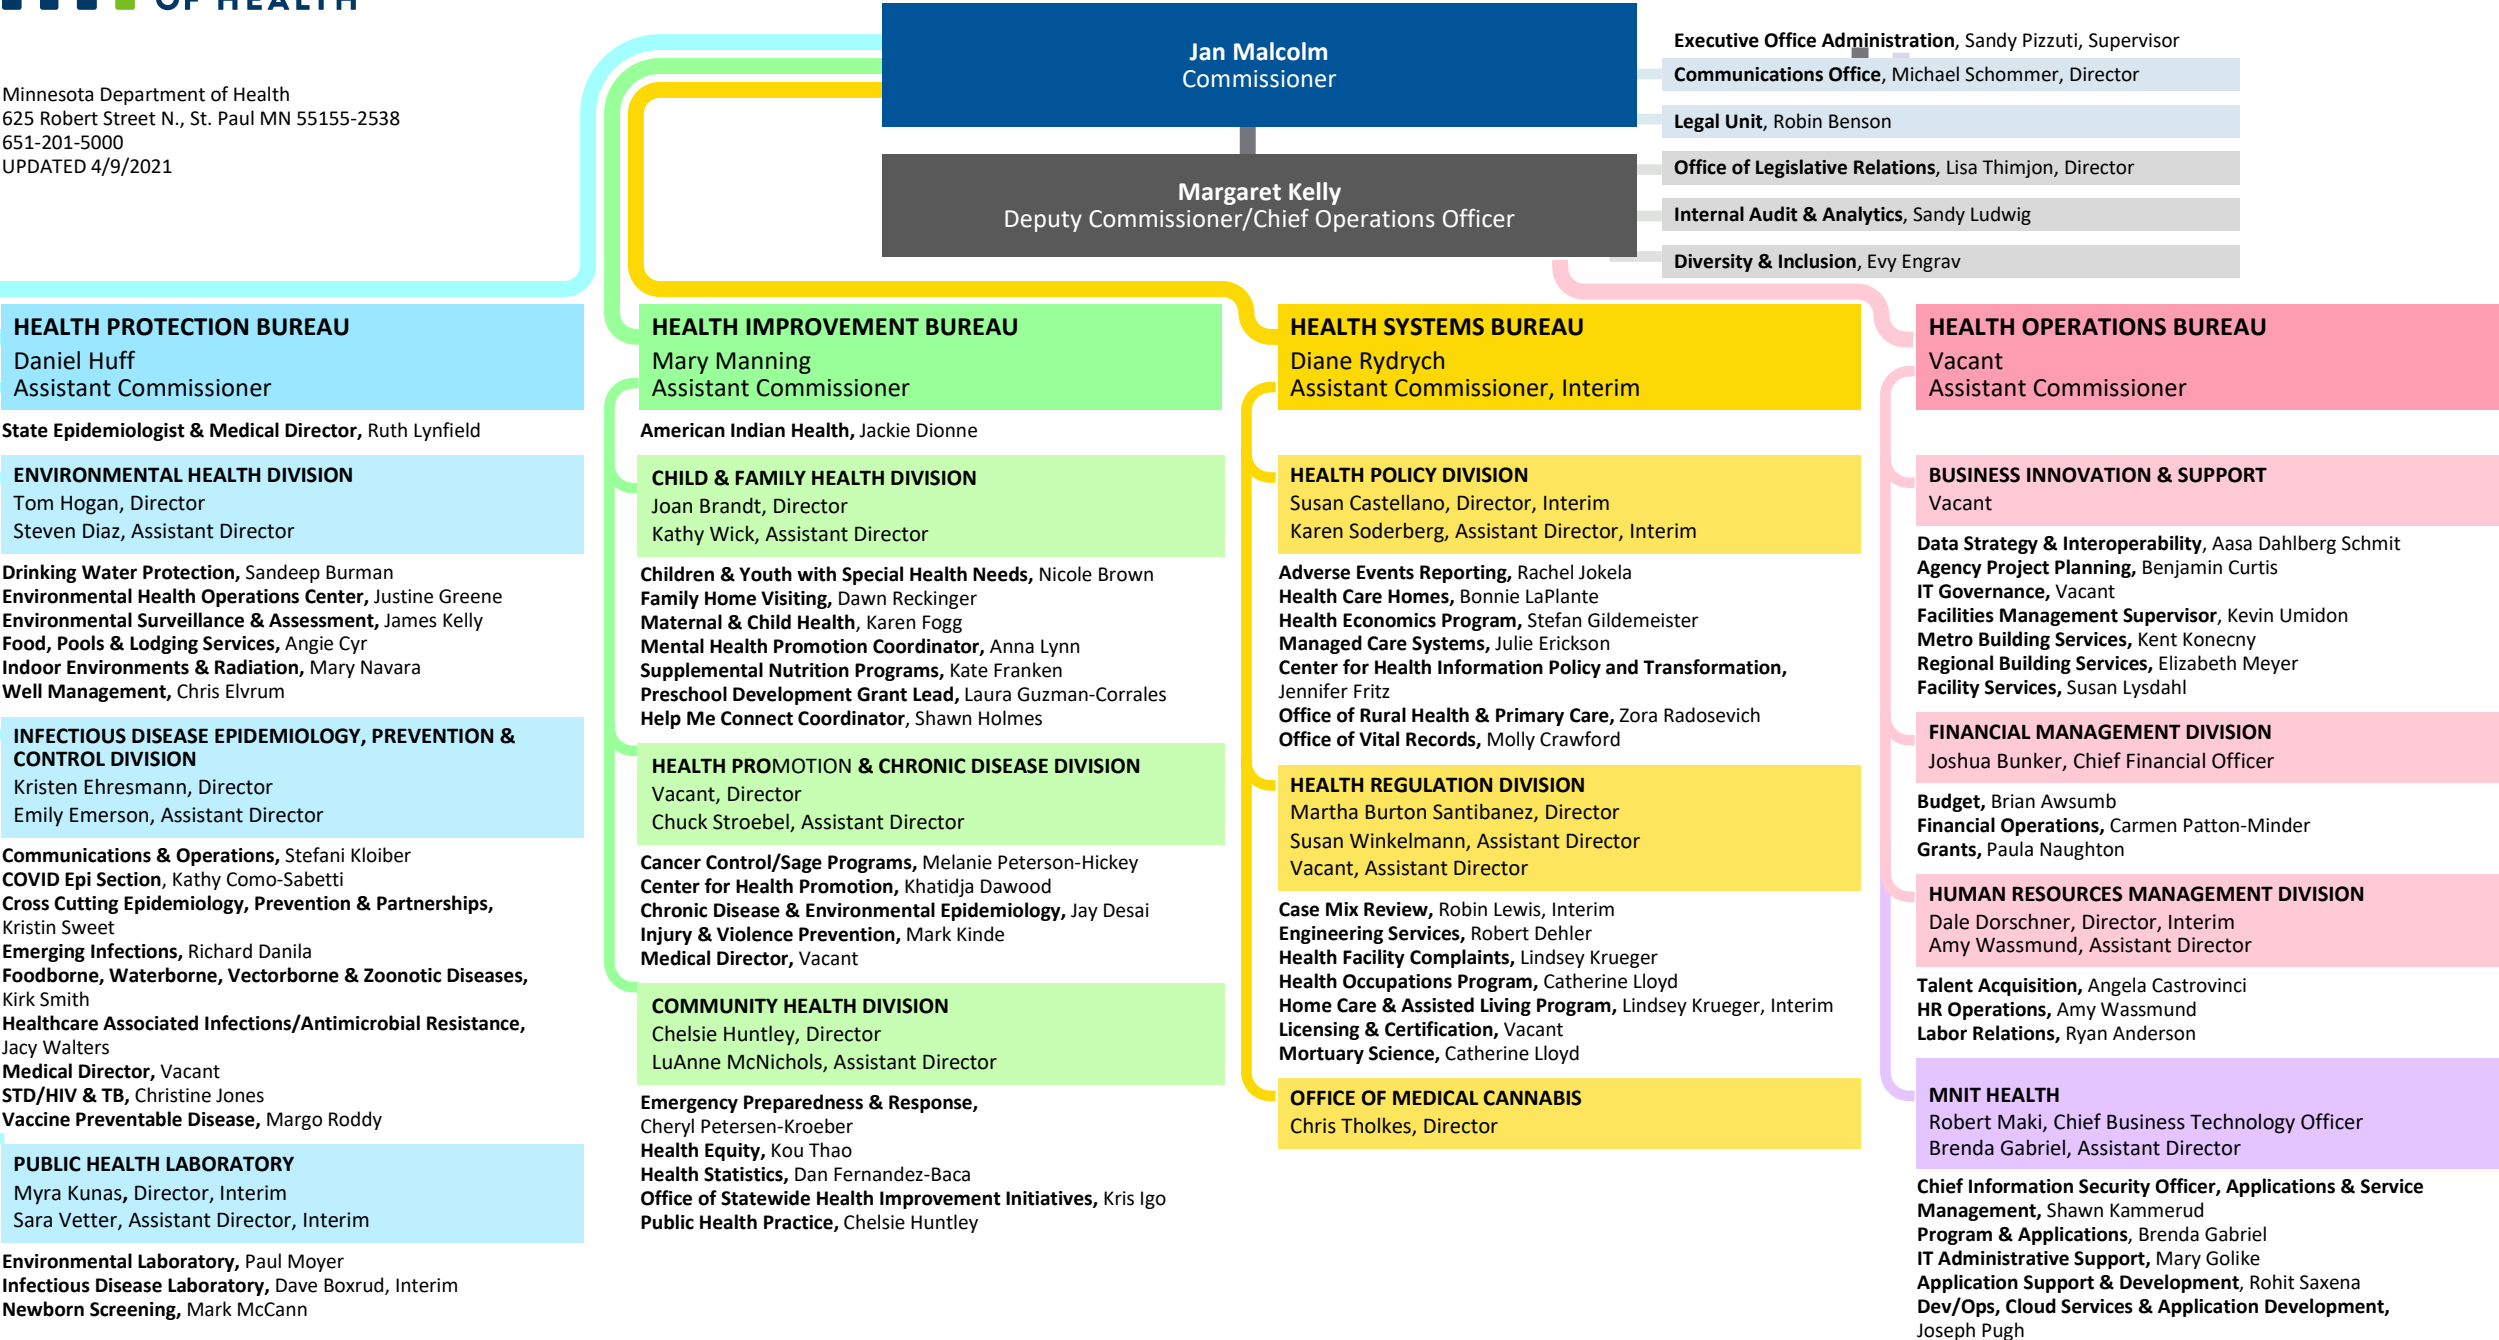 OF HEALTH
Minnesota Department of Health
625 Robert Street N., St. Paul MN 55155-2538
651-201-5000
UPDATED 4/9/2021
Jan Malcolm
Commissioner
Margaret Kelly
Deputy Commissioner/Chief Operations Officer
Executive Office Administration, Sandy Pizzuti, Supervisor
Communications Office, Michael Schommer, Director
Legal Unit, Robin Benson
Office of Legislative Relations, Lisa Thimjon, Director
Internal Audit & Analytics, Sandy Ludwig
Diversity & Inclusion, Evy Engrav
HEALTH PROTECTION BUREAU
Daniel Huff
Assistant Commissioner
State Epidemiologist & Medical Director, Ruth Lynfield
ENVIRONMENTAL HEALTH DIVISION
Tom Hogan, Director
Steven Diaz, Assistant Director
Drinking Water Protection, Sandeep Burman
Environmental Health Operations Center, Justine Greene
Environmental Surveillance & Assessment, James Kelly
Food, Pools & Lodging Services, Angie Cyr
Indoor Environments & Radiation, Mary Navara
Well Management, Chris Elvrum
INFECTIOUS DISEASE EPIDEMIOLOGY, PREVENTION &
CONTROL DIVISION
Kristen Ehresmann, Director
Emily Emerson, Assistant Director
Communications & Operations, Stefani Kloiber
COVID Epi Section, Kathy Como-Sabetti
Cross Cutting Epidemiology, Prevention & Partnerships,
Kristin Sweet
Emerging Infections, Richard Danila
Foodborne, Waterborne, Vectorborne & Zoonotic Diseases,
Kirk Smith
Healthcare Associated Infections/Antimicrobial Resistance,
Jacy Walters
Medical Director, Vacant
STD/HIV & TB, Christine Jones
Vaccine Preventable Disease, Margo Roddy
PUBLIC HEALTH LABORATORY
Myra Kunas, Director, Interim
Sara Vetter, Assistant Director, Interim
Environmental Laboratory, Paul Moyer
Infectious Disease Laboratory, Dave Boxrud, Interim
Newborn Screening, Mark McCann
HEALTH IMPROVEMENT BUREAU
Mary Manning
Assistant Commissioner
American Indian Health, Jackie Dionne
CHILD & FAMILY HEALTH DIVISION
Joan Brandt, Director
Kathy Wick, Assistant Director
Children & Youth with Special Health Needs, Nicole Brown
Family Home Visiting, Dawn Reckinger
Maternal & Child Health, Karen Fogg
Mental Health Promotion Coordinator, Anna Lynn
Supplemental Nutrition Programs, Kate Franken
Preschool Development Grant Lead, Laura Guzman-Corrales
Help Me Connect Coordinator, Shawn Holmes
HEALTH PROMOTION & CHRONIC DISEASE DIVISION
Vacant, Director
Chuck Stroebel, Assistant Director
Cancer Control/Sage Programs, Melanie Peterson-Hickey
Center for Health Promotion, Khatidja Dawood
Chronic Disease & Environmental Epidemiology, Jay Desai
Injury & Violence Prevention, Mark Kinde
Medical Director, Vacant
COMMUNITY HEALTH DIVISION
Chelsie Huntley, Director
LuAnne McNichols, Assistant Director
Emergency Preparedness & Response,
Cheryl Petersen-Kroeber
Health Equity, Kou Thao
Health Statistics, Dan Fernandez-Baca
Office of Statewide Health Improvement Initiatives, Kris Igo
Public Health Practice, Chelsie Huntley
HEALTH SYSTEMS BUREAU
Diane Rydrych
Assistant Commissioner, Interim
HEALTH POLICY DIVISION
Susan Castellano, Director, Interim
Karen Soderberg, Assistant Director, Interim
Adverse Events Reporting, Rachel Jokela
Health Care Homes, Bonnie LaPlante
Health Economics Program, Stefan Gildemeister
Managed Care Systems, Julie Erickson
Center for Health Information Policy and Transformation,
Jennifer Fritz
Office of Rural Health & Primary Care, Zora Radosevich
Office of Vital Records, Molly Crawford
HEALTH REGULATION DIVISION
Martha Burton Santibanez, Director
Susan Winkelmann, Assistant Director
Vacant, Assistant Director
Case Mix Review, Robin Lewis, Interim
Engineering Services, Robert Dehler
Health Facility Complaints, Lindsey Krueger
Health Occupations Program, Catherine Lloyd
Home Care & Assisted Living Program, Lindsey Krueger, Interim
Licensing & Certification, Vacant
Mortuary Science, Catherine Lloyd
OFFICE OF MEDICAL CANNABIS
Chris Tholkes, Director
HEALTH OPERATIONS BUREAU
Vacant
Assistant Commissioner
BUSINESS INNOVATION & SUPPORT
Vacant
Data Strategy & Interoperability, Aasa Dahlberg Schmit
Agency Project Planning, Benjamin Curtis
IT Governance, Vacant
Facilities Management Supervisor, Kevin Umidon
Metro Building Services, Kent Konecny
Regional Building Services, Elizabeth Meyer
Facility Services, Susan Lysdahl
FINANCIAL MANAGEMENT DIVISION
Joshua Bunker, Chief Financial Officer
Budget, Brian Awsumb
Financial Operations, Carmen Patton-Minder
Grants, Paula Naughton
HUMAN RESOURCES MANAGEMENT DIVISION
Dale Dorschner, Director, Interim
Amy Wassmund, Assistant Director
Talent Acquisition, Angela Castrovinci
HR Operations, Amy Wassmund
Labor Relations, Ryan Anderson
MNIT HEALTH
Robert Maki, Chief Business Technology Officer
Brenda Gabriel, Assistant Director
Chief Information Security Officer, Applications & Service
Management, Shawn Kammerud
Program & Applications, Brenda Gabriel
IT Administrative Support, Mary Golike
Application Support & Development, Rohit Saxena
Dev/Ops, Cloud Services & Application Development,
Joseph Pugh